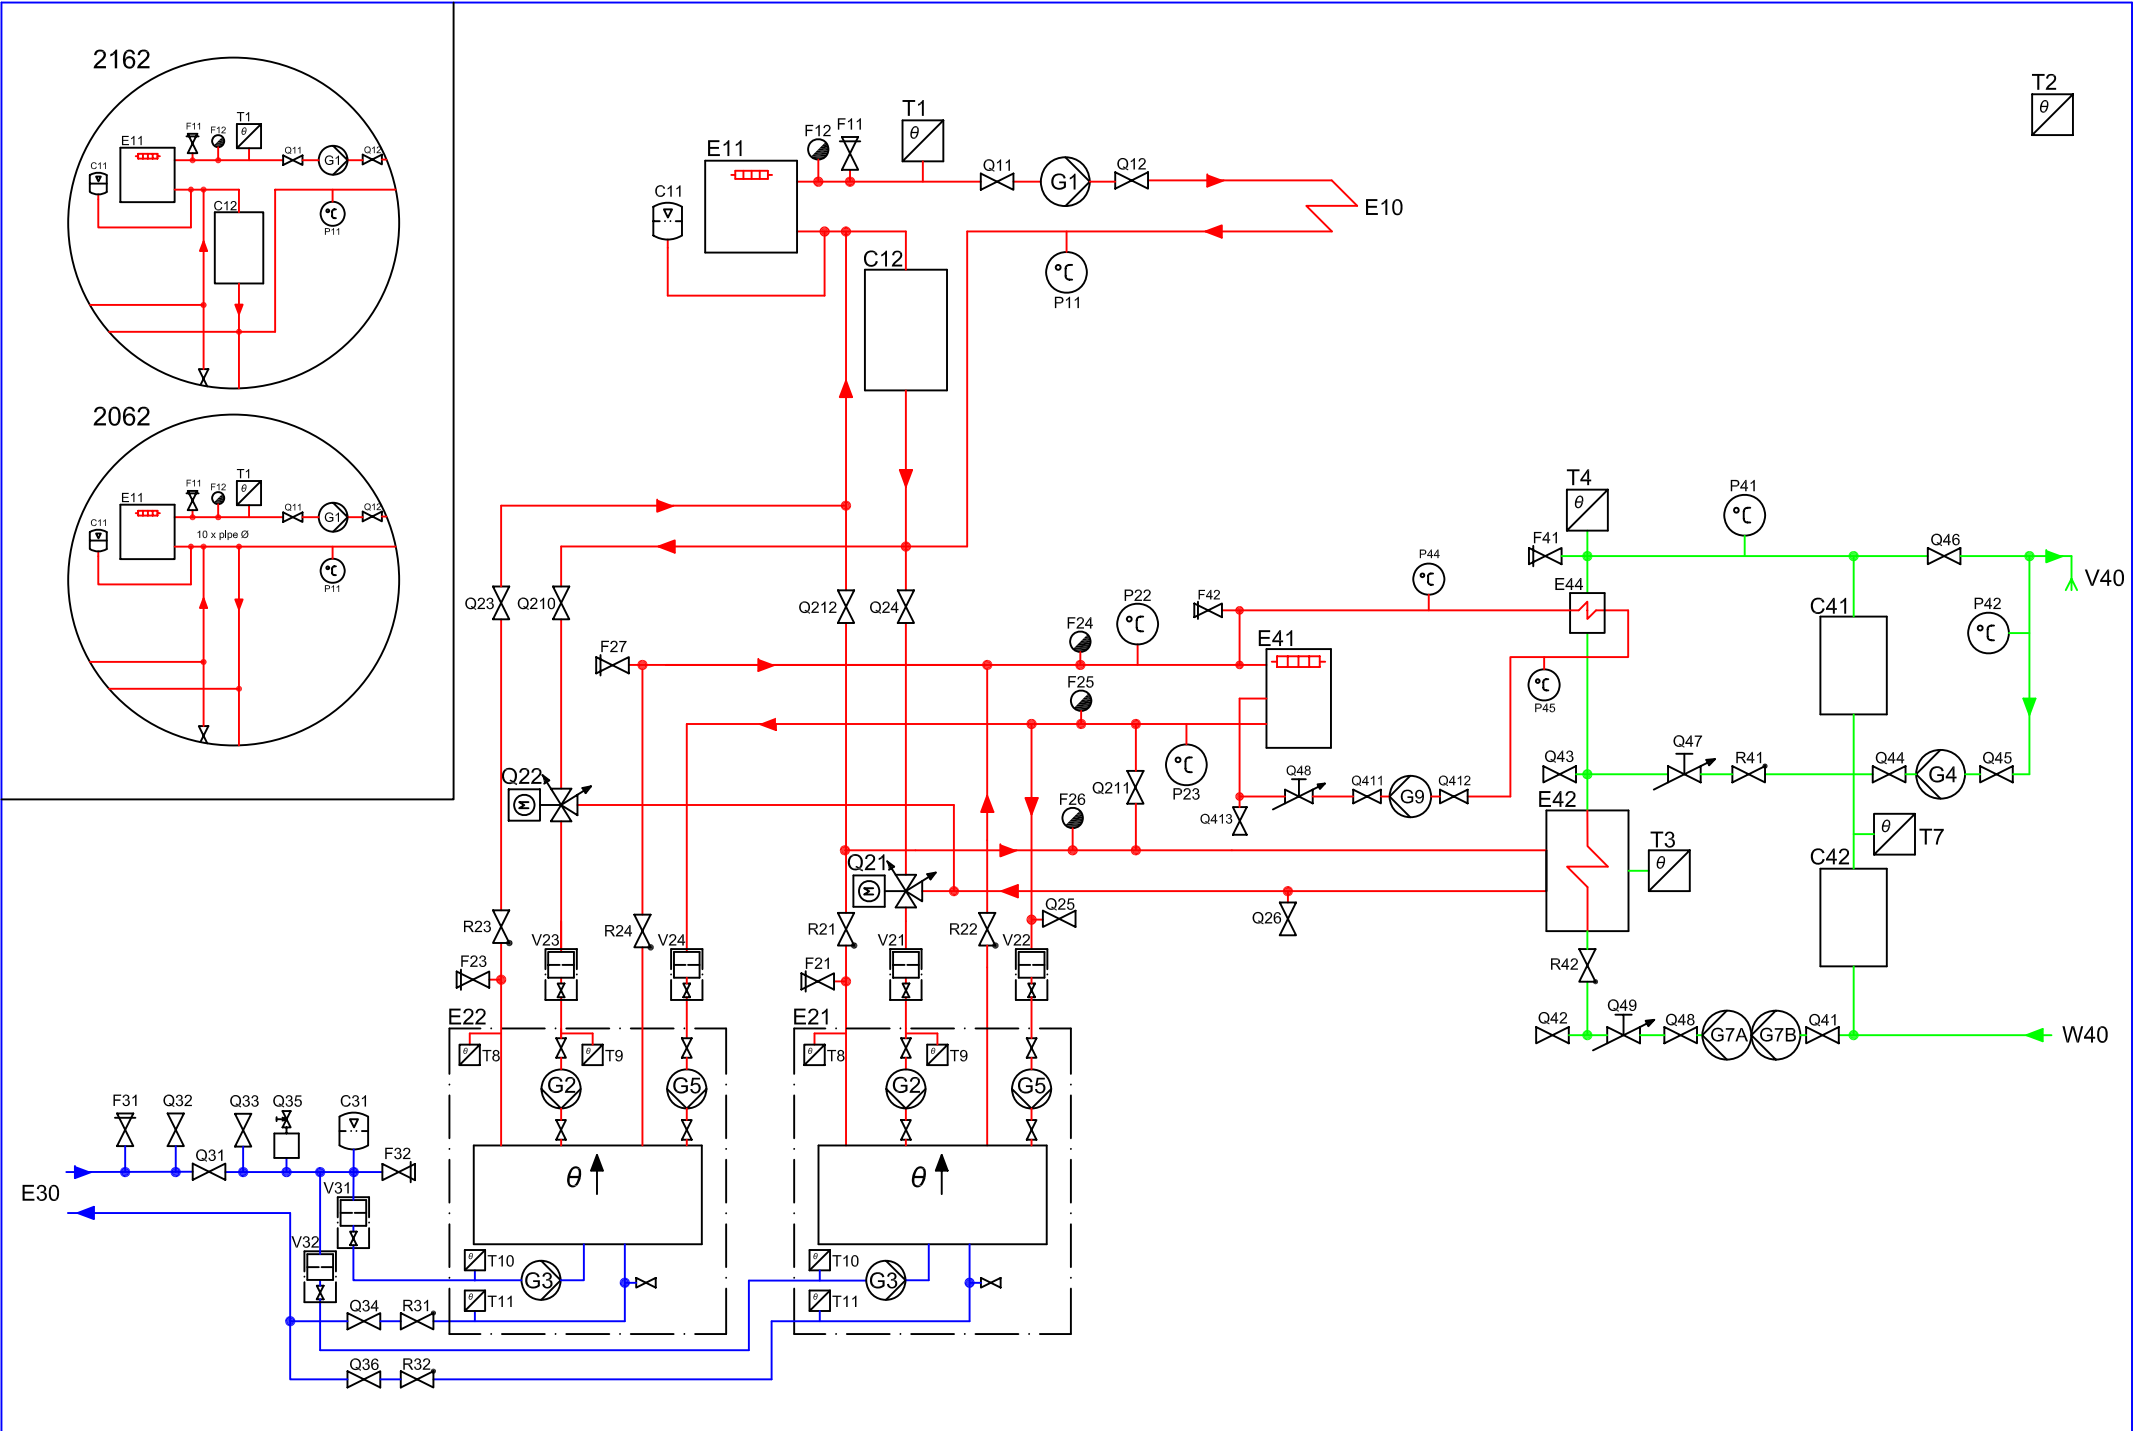 2162
E11
F11
F12
T1
θ
C11
Q11
G1
Q12
C12
°C
P11
2062
E11
F11
F12
T1
θ
C11
Q11
G1
Q12
10 x pipe Ø
°C
P11
T2
θ
E11
F12
F11
T1
θ
C11
Q11
G1
Q12
E10
C12
°C
P11
Q23
Q210
Q212
Q24
F27
F24
P22
°C
F25
E41
P23
°C
F42
P44
°C
E44
P45
°C
T4
θ
F41
P41
°C
Q46
V40
P42
°C
C41
Q43
Q47
R41
Q44
G4
Q45
Q48
Q411
G9
Q412
Q413
Q211
F26
Q22
M
Q21
M
E42
T3
θ
θ
T7
C42
Q26
Q25
R23
V23
R24
V24
R21
V21
R22
V22
F23
F21
R42
Q42
Q49
Q48
G7A
G7B
Q41
W40
E22
θ
T8
θ
T9
G2
G5
θ
θ
T10
G3
θ
T11
E21
θ
T8
θ
T9
G2
G5
θ
θ
T10
G3
θ
T11
F31
Q32
Q33
Q35
C31
Q31
F32
E30
V31
V32
Q34
R31
Q36
R32